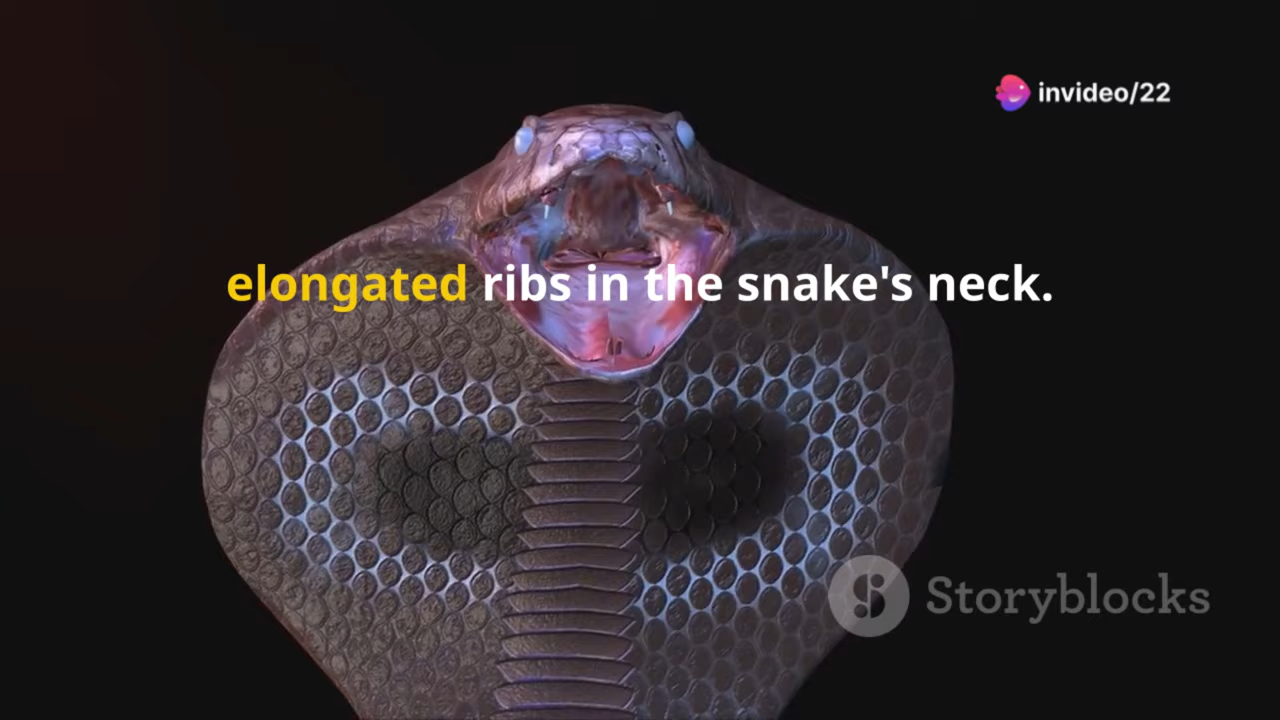 invideo/22
elongated ribs in the snake's neck.
Storyblocks